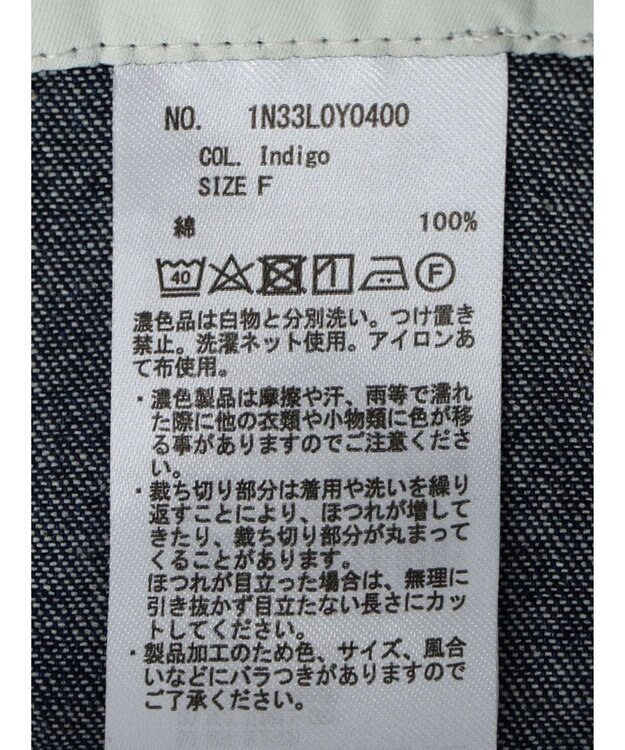 NO. 1N33L0Y0400
COL. Indigo
SIZE F
綿 100%
40 F
濃色品は白物と分別洗い。つけ置き
禁止。洗濯ネット使用。アイロンあ
て布使用。
・濃色製品は摩擦や汗、雨等で濡れ
た際に他の衣類や小物類に色が移
る事がありますのでご注意くださ
い。
・裁ち切り部分は着用や洗いを繰り
返すことにより、ほつれが増して
きたり、裁ち切り部分が丸まって
くることがあります。
ほつれが目立った場合は、無理に
引き抜かず目立たない長さにカッ
トしてください。
・製品加工のため色、サイズ、風合
いなどにバラつきがありますので
ご了承ください。